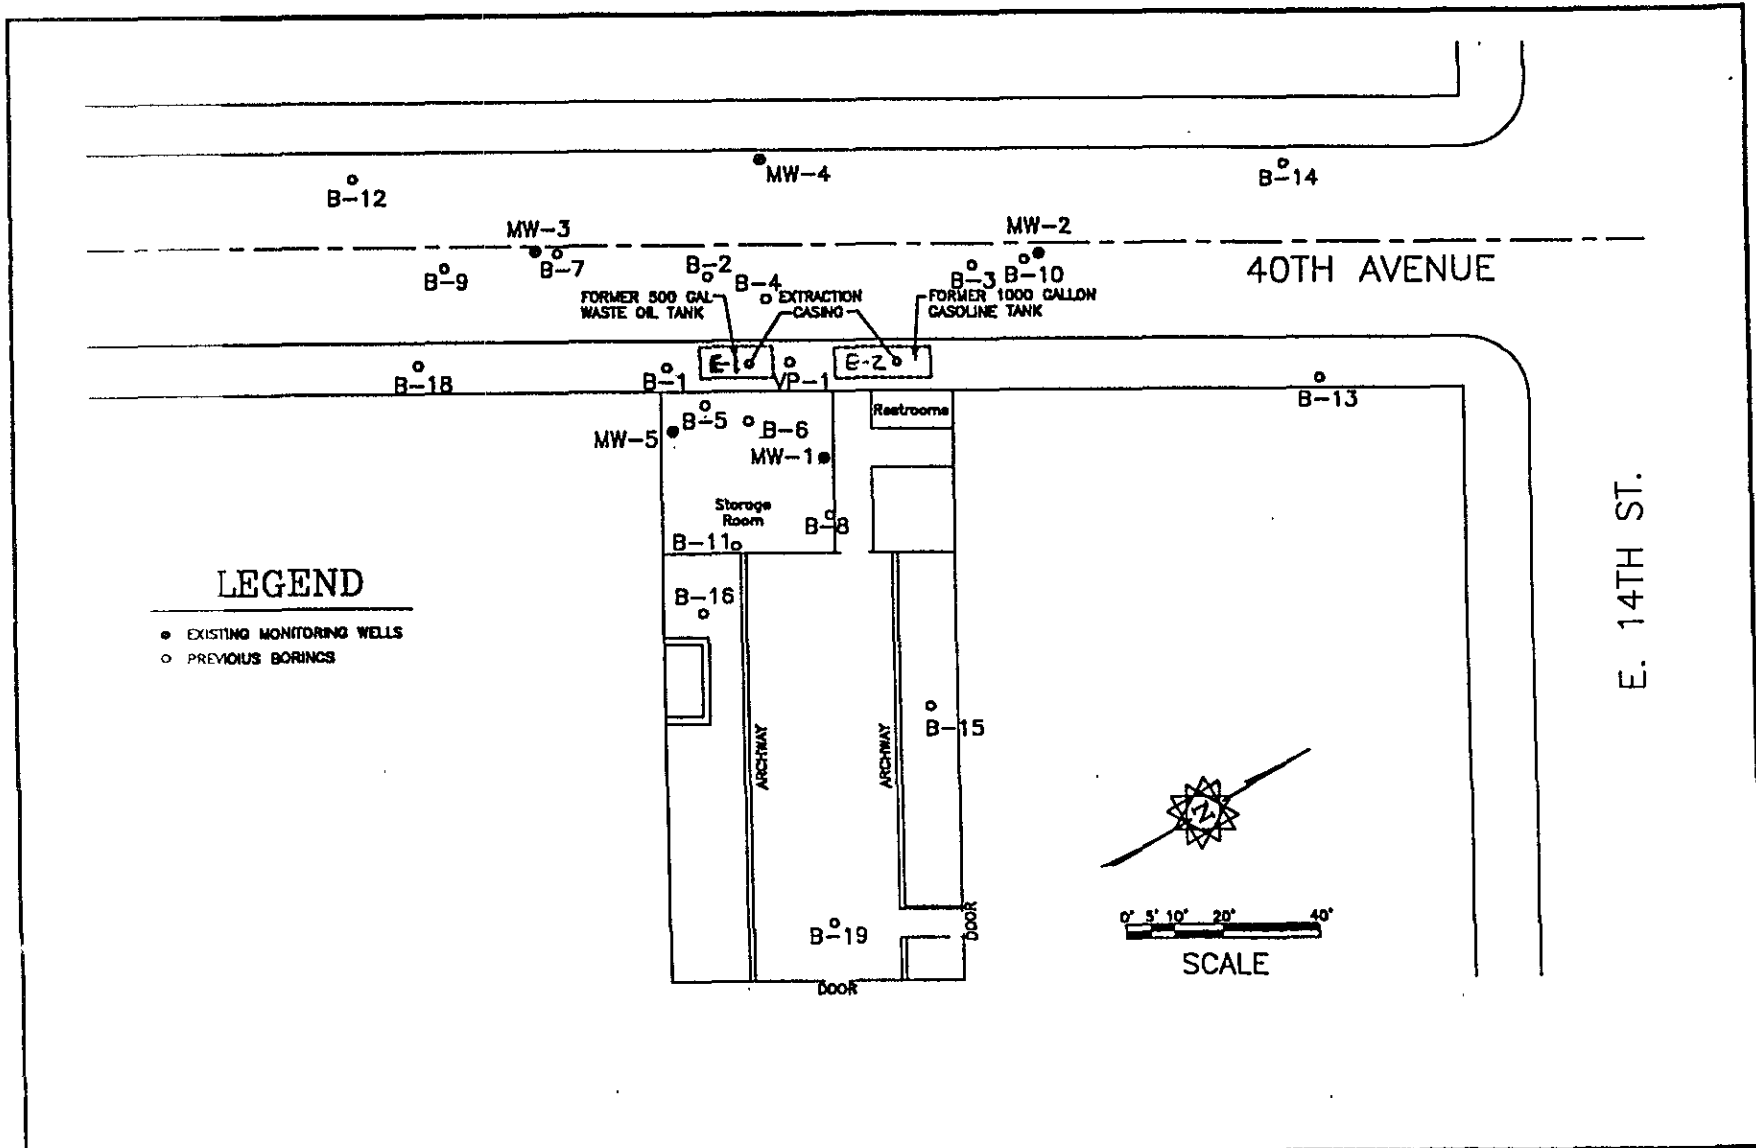 MW-4
B-14
B-12
MW-3
MW-2
B-7
B-2
B-3
B-10
40TH AVENUE
B-9
B-4
FORMER 500 GAL
WASTE OIL TANK
EXTRACTION
CASING
FORMER 1000 GALLON
GASOLINE TANK
E-1
E-2
B-18
B-1
VP-1
B-13
Restrooms
B-5
B-6
MW-5
MW-1
Storage
Room
B-8
B-11
E. 14TH ST.
LEGEND
B-16
EXISTING MONITORING WELLS
PREVIOIUS BORINGS
B-15
ARCHWAY
ARCHWAY
N
0' 5' 10' 20' 40'
SCALE
B-19
DOOR
DOOR